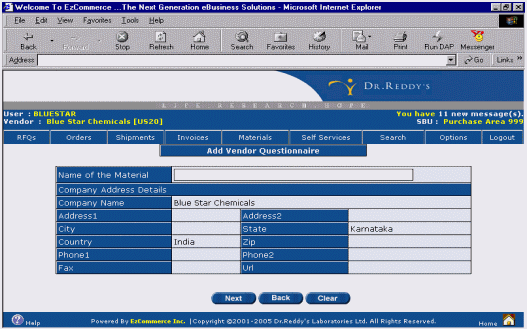 Welcome To EzCommerce ...The Next Generation eBusiness Solutions - Microsoft Internet Explorer
File Edit View Favorites Tools Help
Back Forward Stop Refresh Home Search Favorites History Mail Print Run DAP Messenger
Address Go Links »
DR.REDDY'S
LIFE. RESEARCH. HOPE.
User : BLUESTAR You have 11 new message(s).
Vendor : Blue Star Chemicals [US20] SBU : Purchase Area 999
RFQs Orders Shipments Invoices Materials Self Services Search Options Logout
Add Vendor Questionnaire
Name of the Material
Company Address Details
Company Name Blue Star Chemicals
Address1 Address2
City State Karnataka
Country India Zip
Phone1 Phone2
Fax Url
Next Back Clear
Help Powered By EzCommerce Inc. |Copyright ©2001-2005 Dr.Reddy's Laboratories Ltd. All Rights Reserved. Home